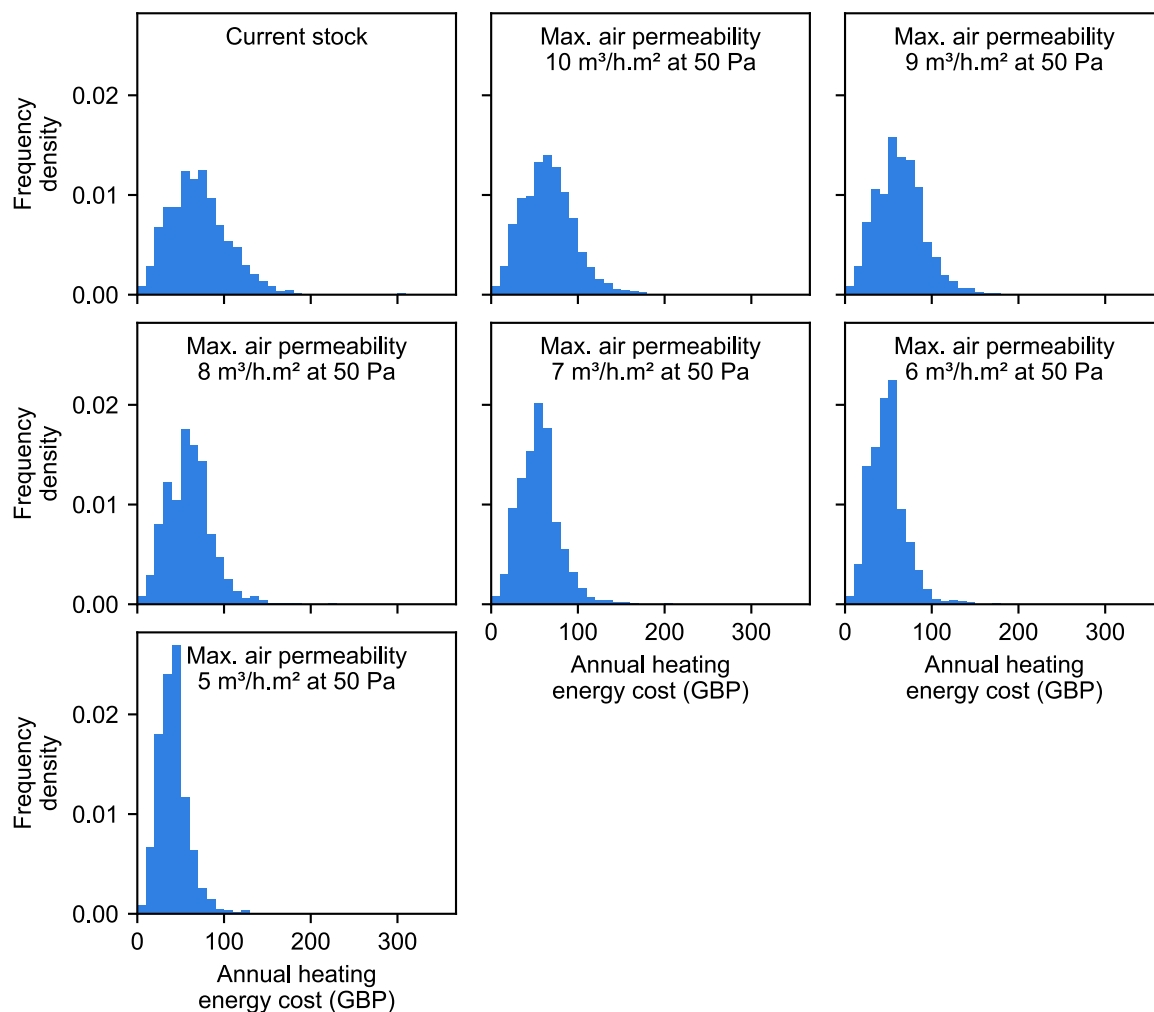 Current stock
Max. air permeability
10 m³/h.m² at 50 Pa
Max. air permeability
9 m³/h.m² at 50 Pa
Frequency
density
0.02
0.01
0.00
Max. air permeability
8 m³/h.m² at 50 Pa
Max. air permeability
7 m³/h.m² at 50 Pa
Max. air permeability
6 m³/h.m² at 50 Pa
Frequency
density
0.02
0.01
0.00
0 100 200 300
Annual heating
energy cost (GBP)
0 100 200 300
Annual heating
energy cost (GBP)
Max. air permeability
5 m³/h.m² at 50 Pa
Frequency
density
0.02
0.01
0.00
0 100 200 300
Annual heating
energy cost (GBP)